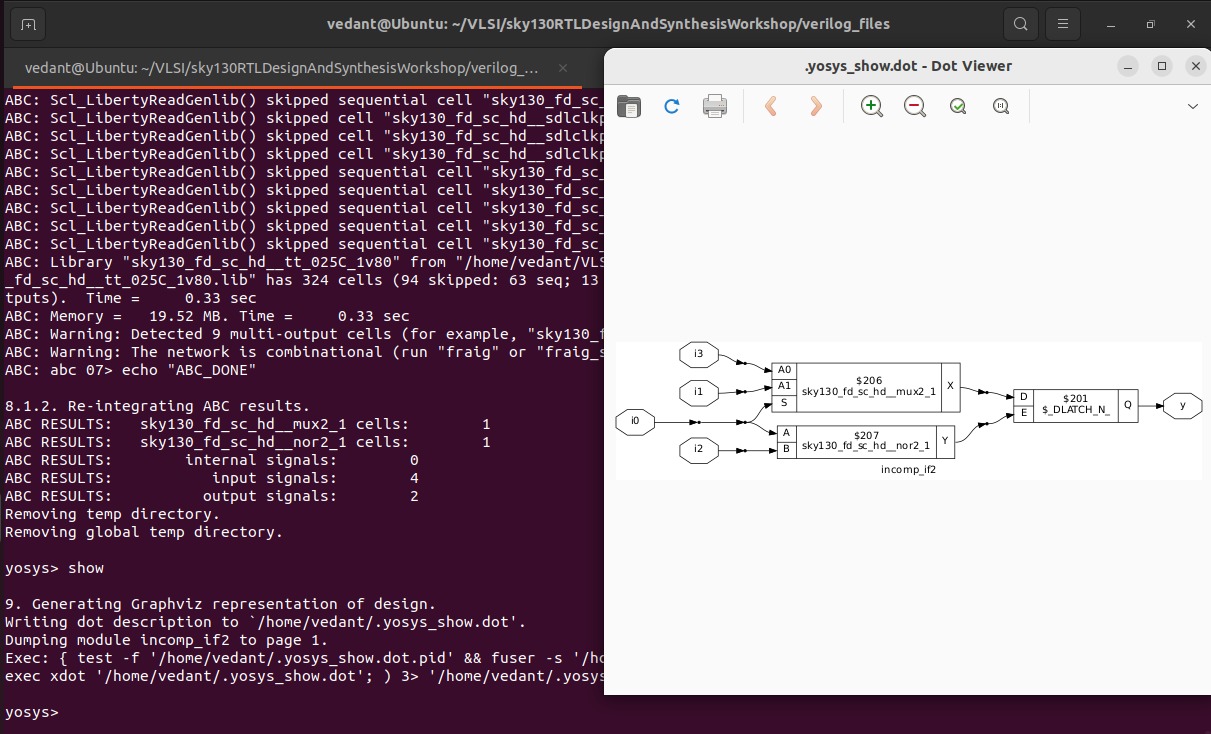 vedant@Ubuntu: ~/VLSI/sky130RTLDesignAndSynthesisWorkshop/verilog_files
vedant@Ubuntu: ~/VLSI/sky130RTLDesignAndSynthesisWorkshop/verilog_...
ABC: Scl_LibertyReadGenlib() skipped sequential cell "sky130_fd_sc_
ABC: Scl_LibertyReadGenlib() skipped cell "sky130_fd_sc_hd__sdlclkp
ABC: Scl_LibertyReadGenlib() skipped cell "sky130_fd_sc_hd__sdlclkp
ABC: Scl_LibertyReadGenlib() skipped cell "sky130_fd_sc_hd__sdlclkp
ABC: Scl_LibertyReadGenlib() skipped sequential cell "sky130_fd_sc_
ABC: Scl_LibertyReadGenlib() skipped sequential cell "sky130_fd_sc_
ABC: Scl_LibertyReadGenlib() skipped sequential cell "sky130_fd_sc_
ABC: Scl_LibertyReadGenlib() skipped sequential cell "sky130_fd_sc_
ABC: Scl_LibertyReadGenlib() skipped sequential cell "sky130_fd_sc_
ABC: Library "sky130_fd_sc_hd__tt_025C_1v80" from "/home/vedant/VLS
_fd_sc_hd__tt_025C_1v80.lib" has 324 cells (94 skipped: 63 seq; 13
tputs).  Time =     0.33 sec
ABC: Memory =   19.52 MB. Time =     0.33 sec
ABC: Warning: Detected 9 multi-output cells (for example, "sky130_f
ABC: Warning: The network is combinational (run "fraig" or "fraig_s
ABC: abc 07> echo "ABC_DONE"
8.1.2. Re-integrating ABC results.
ABC RESULTS:   sky130_fd_sc_hd__mux2_1 cells:        1
ABC RESULTS:   sky130_fd_sc_hd__nor2_1 cells:        1
ABC RESULTS:        internal signals:        0
ABC RESULTS:           input signals:        4
ABC RESULTS:          output signals:        2
Removing temp directory.
Removing global temp directory.
yosys> show
9. Generating Graphviz representation of design.
Writing dot description to `/home/vedant/.yosys_show.dot'.
Dumping module incomp_if2 to page 1.
Exec: { test -f '/home/vedant/.yosys_show.dot.pid' && fuser -s '/ho
exec xdot '/home/vedant/.yosys_show.dot'; ) 3> '/home/vedant/.yosys
yosys>
.yosys_show.dot - Dot Viewer
i3
i1
i0
i2
A0
A1
S
$206
sky130_fd_sc_hd__mux2_1
X
A
B
$207
sky130_fd_sc_hd__nor2_1
Y
D
E
$201
$_DLATCH_N_
Q
y
incomp_if2